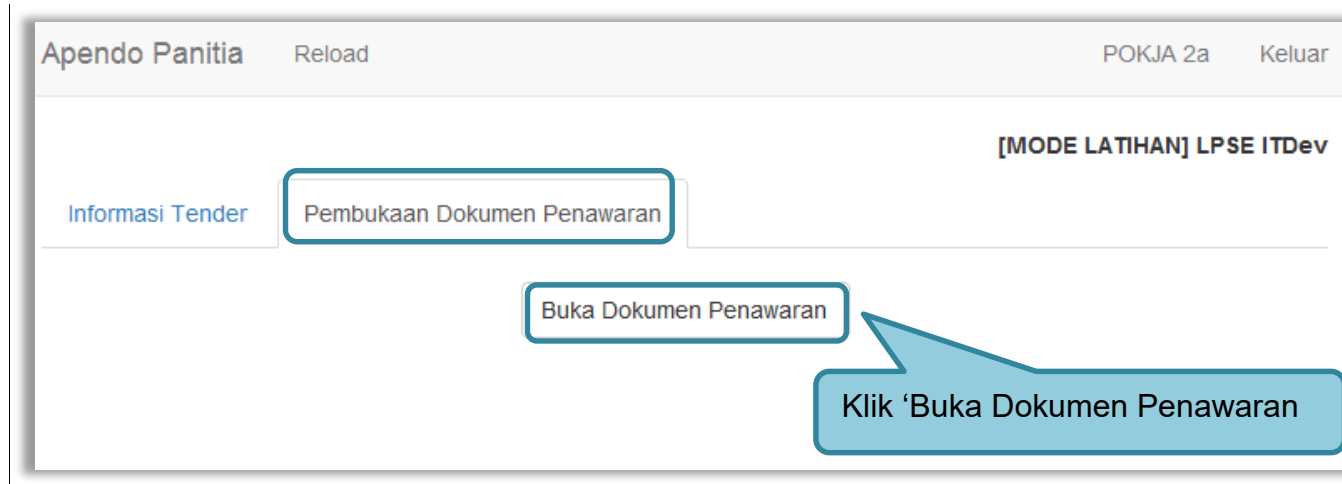 Apendo Panitia Reload POKJA 2a Keluar
[MODE LATIHAN] LPSE ITDev
Informasi Tender Pembukaan Dokumen Penawaran
Buka Dokumen Penawaran
Klik ‘Buka Dokumen Penawaran